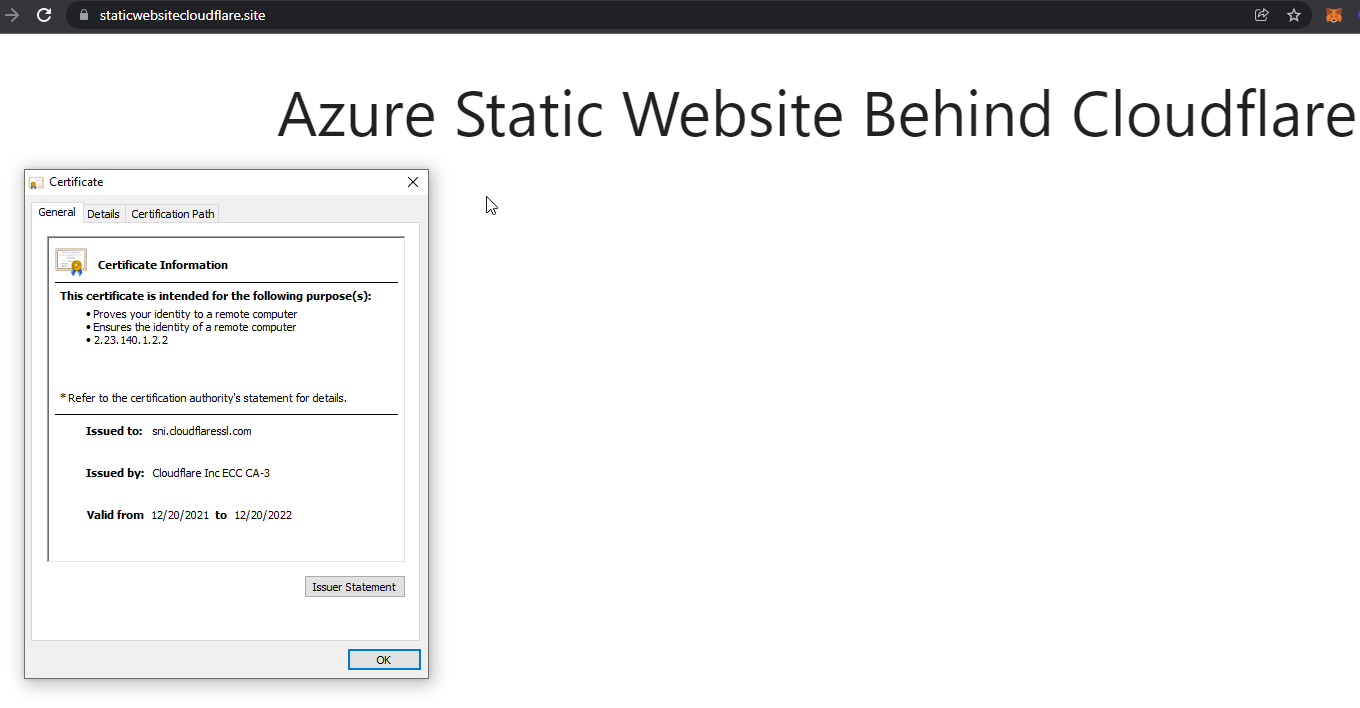 staticwebsitecloudflare.site
Azure Static Website Behind Cloudflare
Certificate
General Details Certification Path
Certificate Information
This certificate is intended for the following purpose(s):
• Proves your identity to a remote computer
• Ensures the identity of a remote computer
• 2.23.140.1.2.2
* Refer to the certification authority's statement for details.
Issued to: sni.cloudflaressl.com
Issued by: Cloudflare Inc ECC CA-3
Valid from 12/20/2021 to 12/20/2022
Issuer Statement
OK